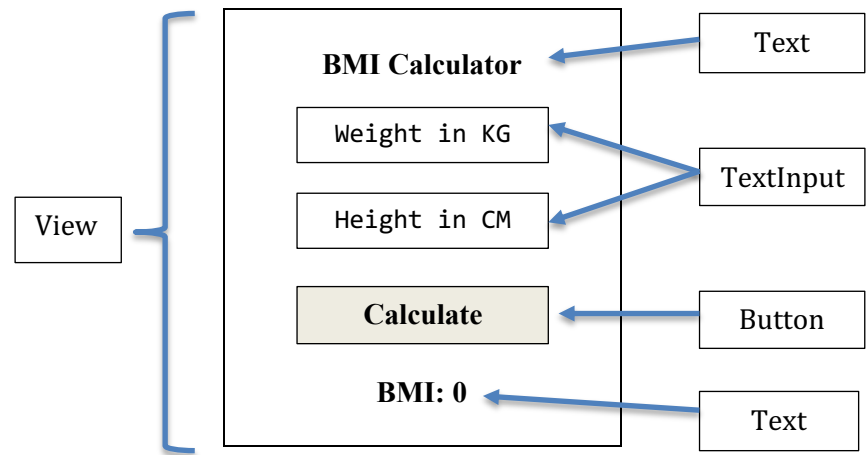 Text
BMI Calculator
Weight in KG
TextInput
Height in CM
View
Calculate
Button
BMI: 0
Text